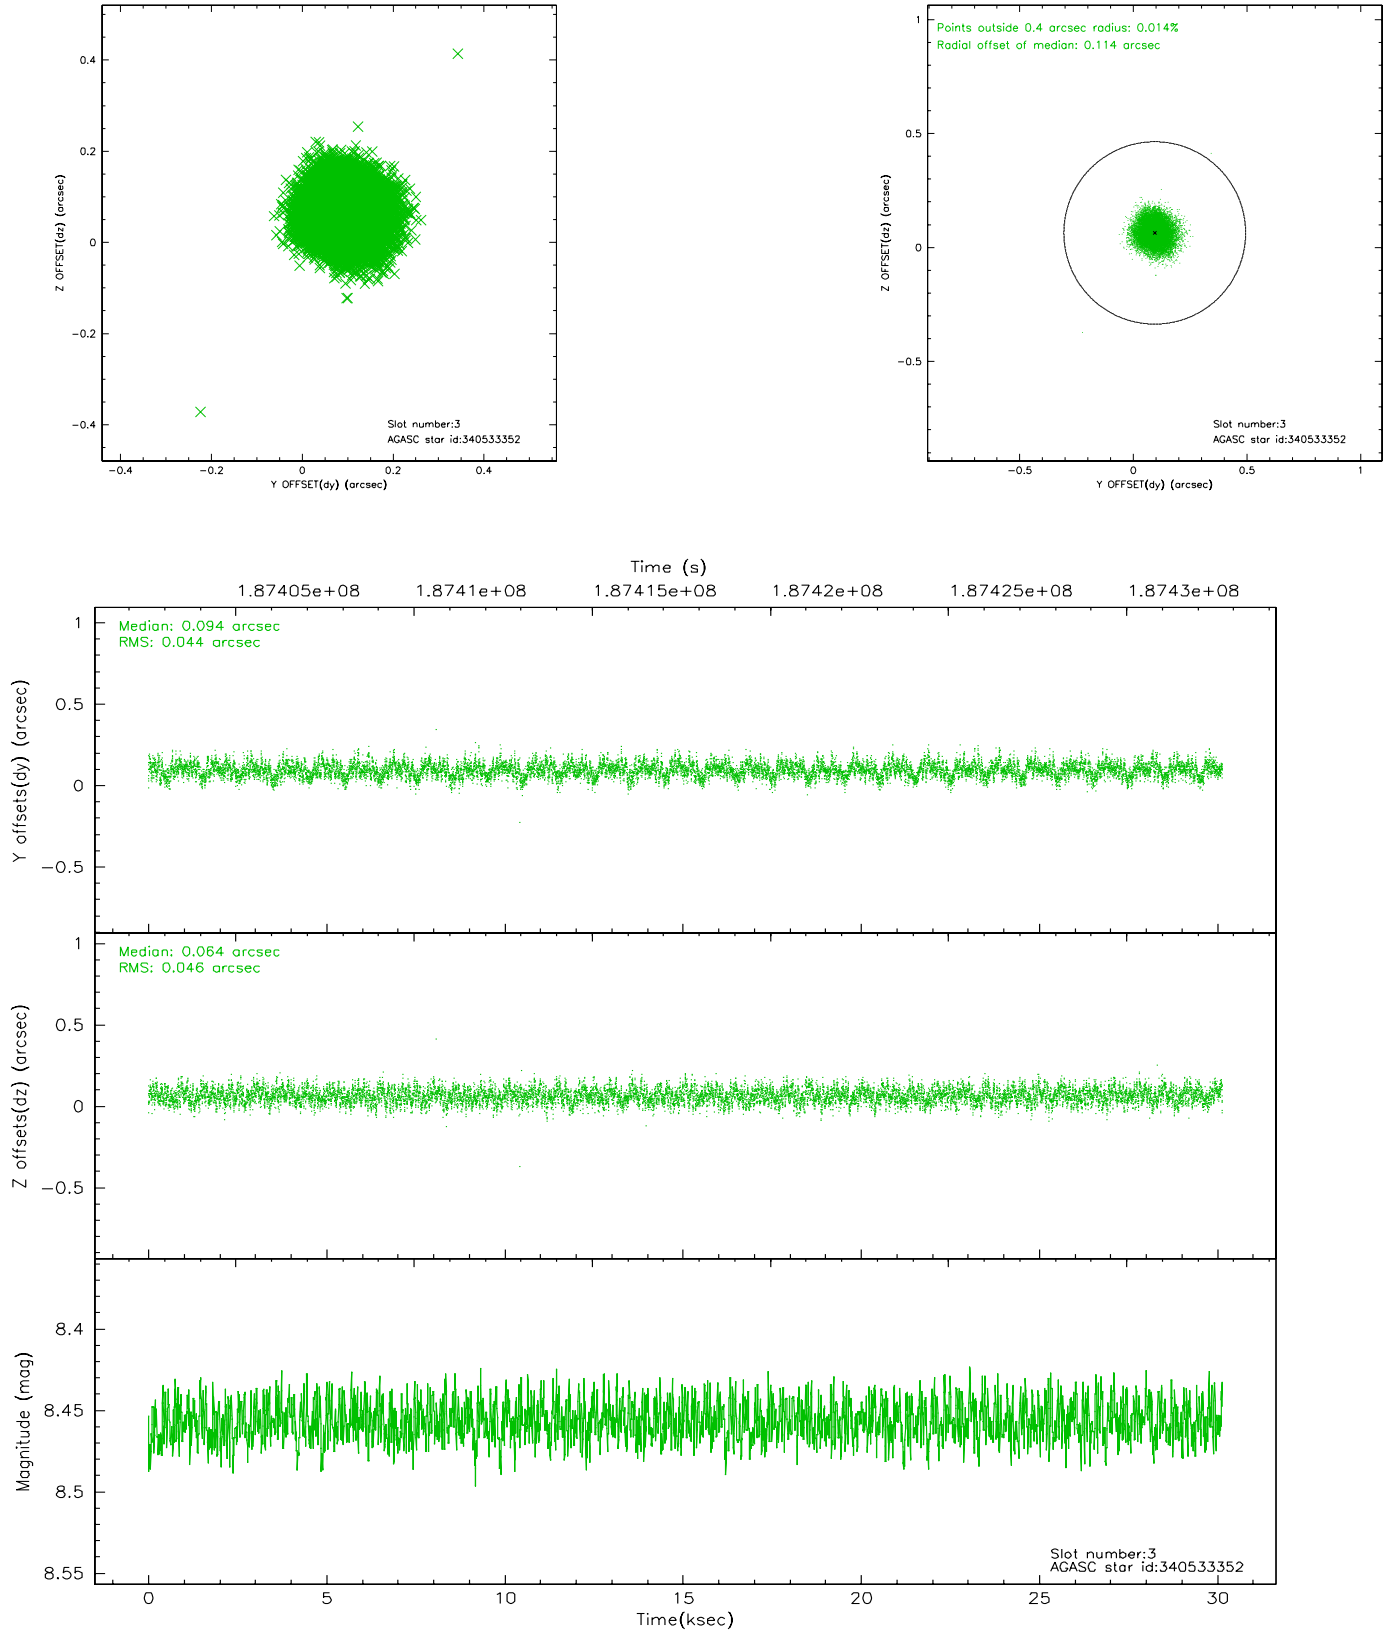 0.4
0.2
0
−0.2
−0.4
Z OFFSET(dz) (arcsec)
Slot number:3
AGASC star id:340533352
−0.4 −0.2 0 0.2 0.4
Y OFFSET(dy) (arcsec)
Points outside 0.4 arcsec radius: 0.014%
Radial offset of median: 0.114 arcsec
1
0.5
0
−0.5
Z OFFSET(dz) (arcsec)
Slot number:3
AGASC star id:340533352
−0.5 0 0.5 1
Y OFFSET(dy) (arcsec)
Time (s)
1.87405e+08 1.8741e+08 1.87415e+08 1.8742e+08 1.87425e+08 1.8743e+08
Median: 0.094 arcsec
RMS: 0.044 arcsec
1
0.5
0
−0.5
Y offsets(dy) (arcsec)
Median: 0.064 arcsec
RMS: 0.046 arcsec
1
0.5
0
−0.5
Z offsets(dz) (arcsec)
8.4
8.45
8.5
8.55
Magnitude (mag)
Slot number:3
AGASC star id:340533352
0 5 10 15 20 25 30
Time(ksec)